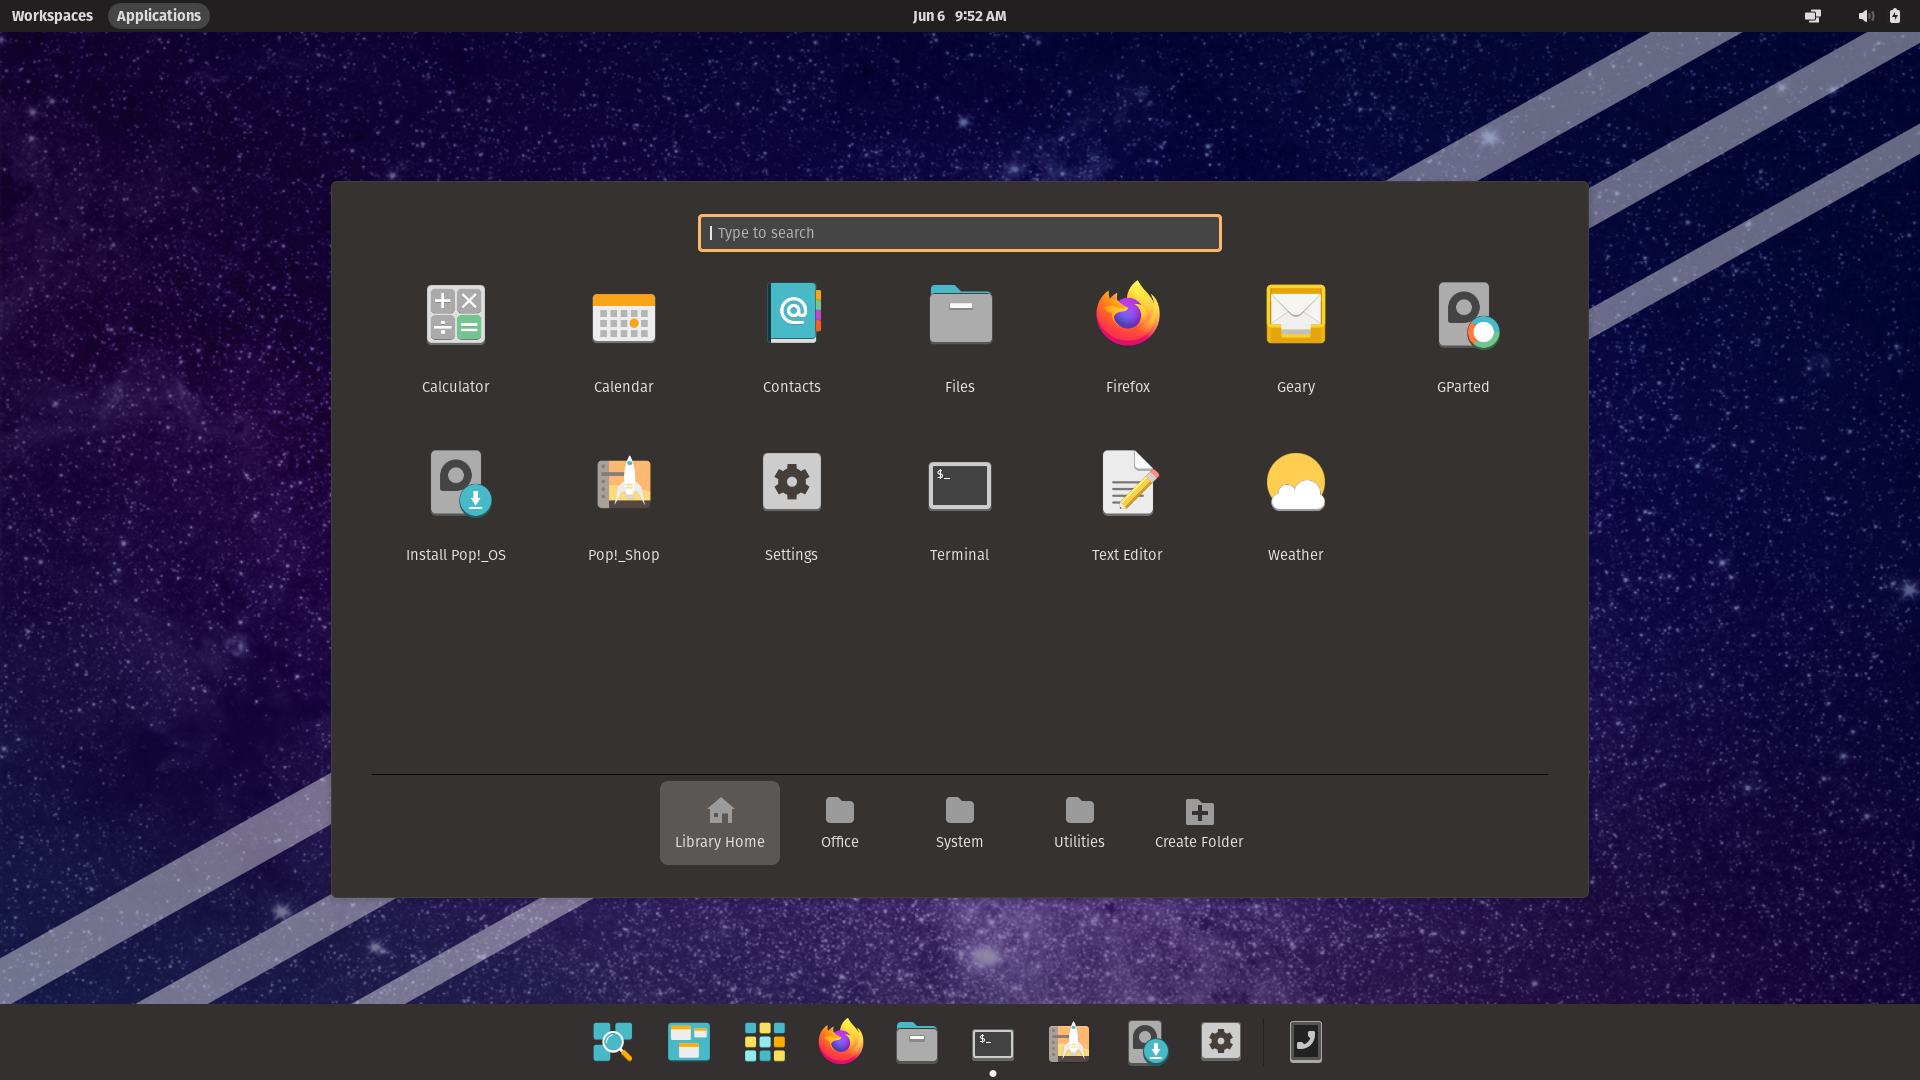 Workspaces Applications Jun 6 9:52 AM
Type to search
Calculator Calendar Contacts Files Firefox Geary GParted
Install Pop!_OS Pop!_Shop Settings Terminal Text Editor Weather
Library Home Office System Utilities Create Folder